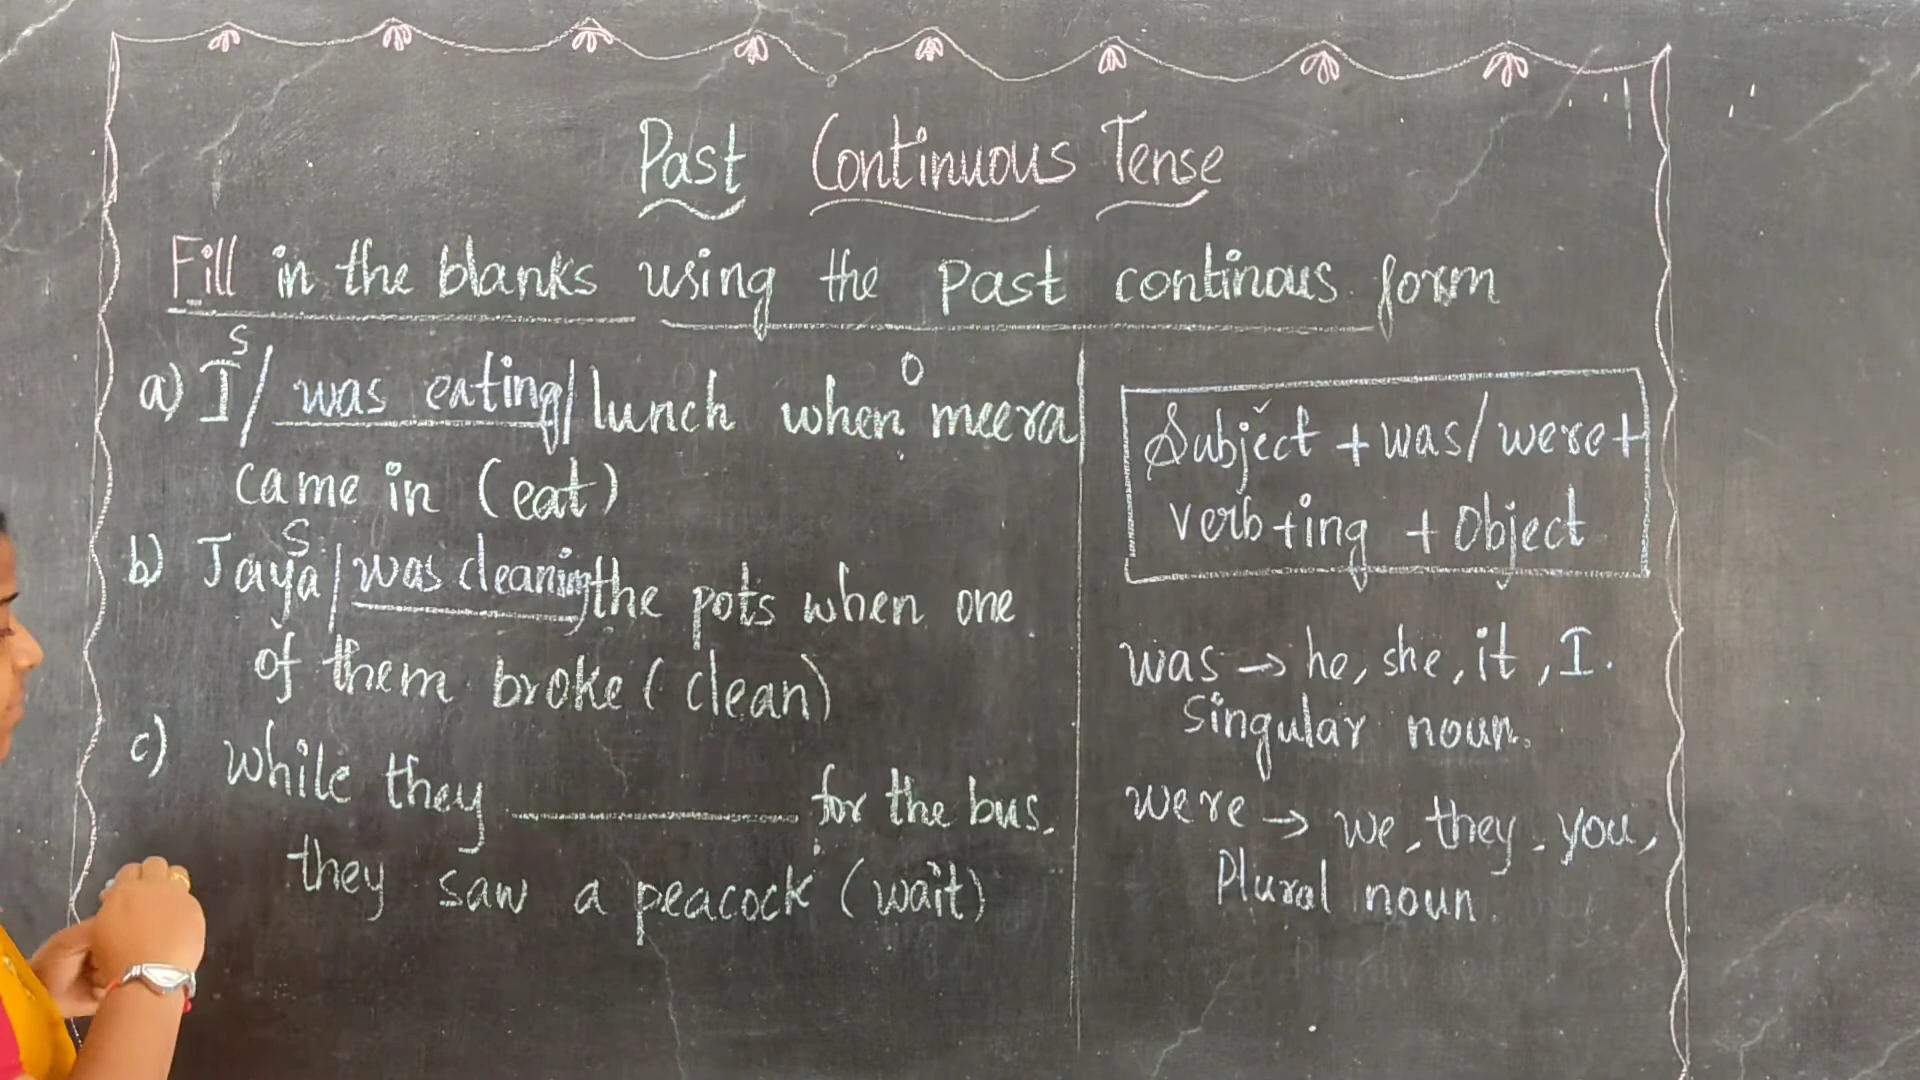 Past Continuous Tense
Fill in the blanks using the past continous form
S
O
a) I/ was eating/ lunch when meera
came in (eat)
S
b) Jaya/ was cleaning the pots when one
of them broke (clean)
c) while they __________ for the bus.
they saw a peacock (wait)
Subject + was/were +
verb +ing + Object
was → he, she, it, I.
Singular noun.
were → we, they, you,
Plural noun.